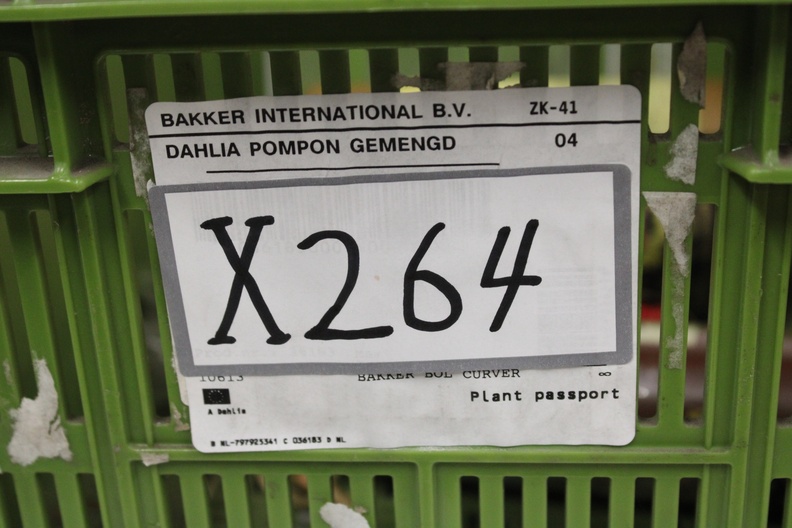 BAKKER INTERNATIONAL B.V. ZK-41
DAHLIA POMPON GEMENGD 04
X264
10613 BAKKER BOL CURVER
Plant passport
A Dahlia
B NL-797925341 C 036183 D NL